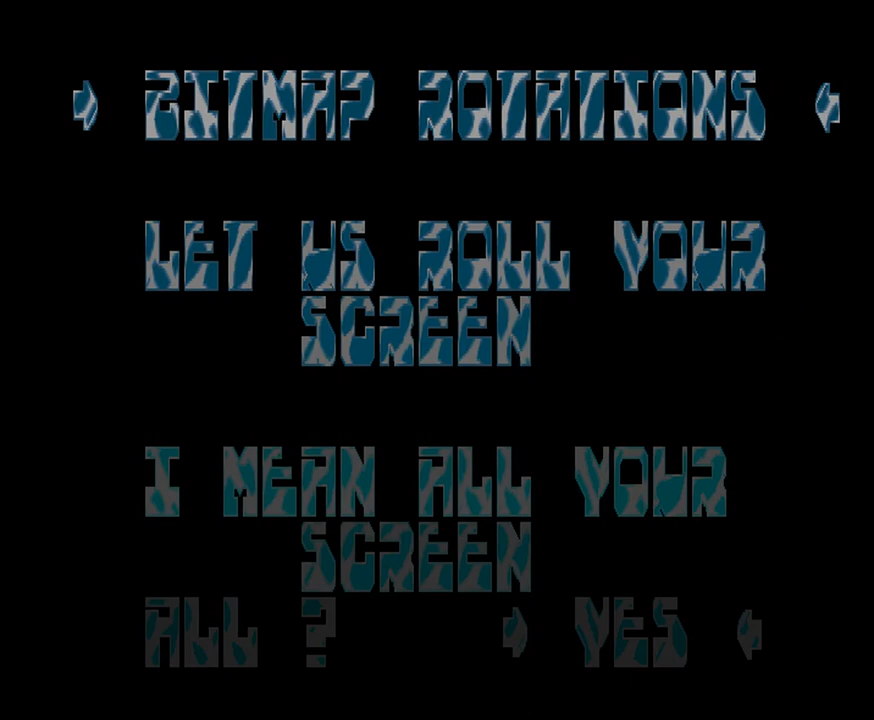 BITMAP ROTATIONS
LET US ROLL YOUR
SCREEN
I MEAN ALL YOUR
SCREEN
ALL ? YES